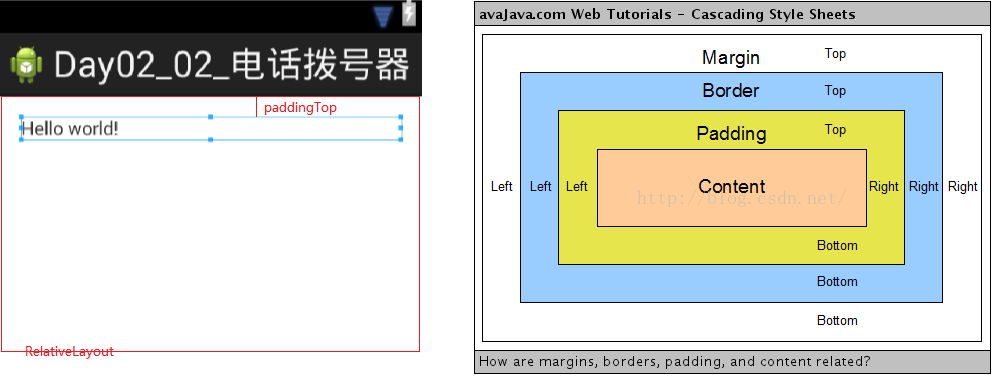 Day02_02_电话拨号器
paddingTop
Hello world!
RelativeLayout
avaJava.com Web Tutorials - Cascading Style Sheets
Margin Top
Border Top
Padding Top
Left Left Left Content Right Right Right
http://blog.csdn.net/
Bottom
Bottom
Bottom
How are margins, borders, padding, and content related?